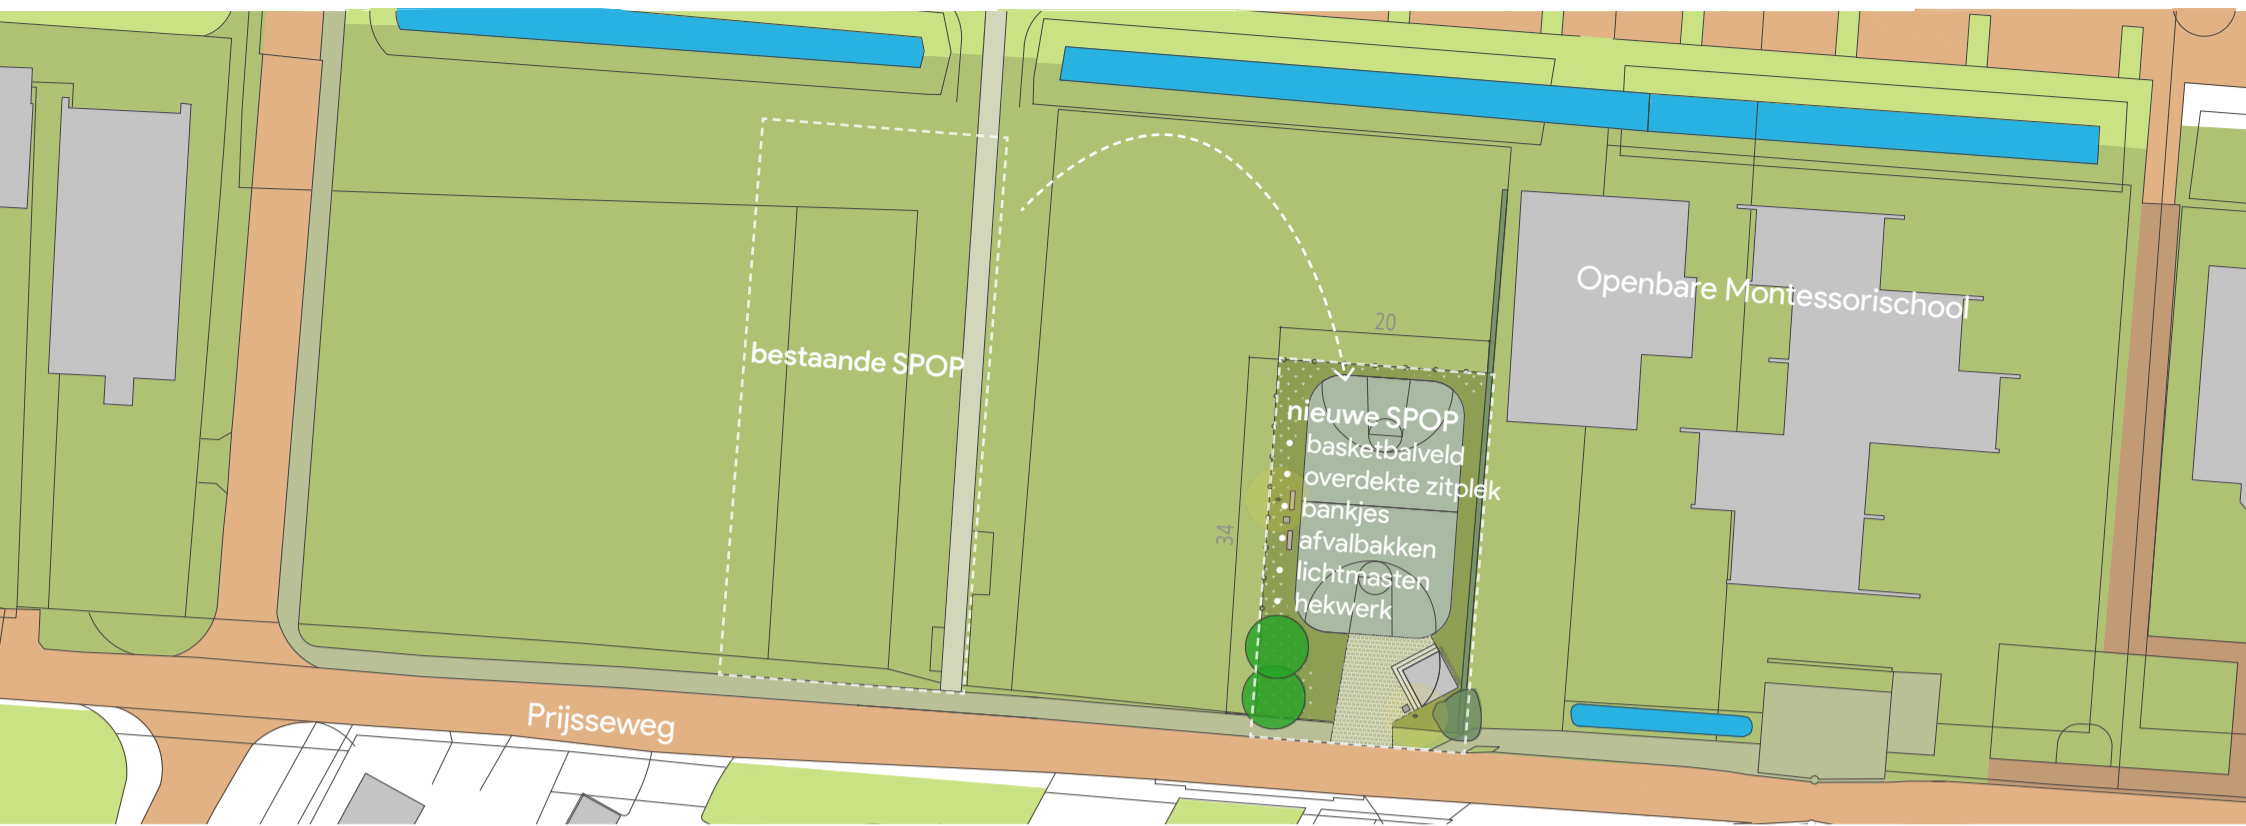 Openbare Montessorischool
20
bestaande SPOP
nieuwe SPOP
• basketbalveld
• overdekte zitplek
• bankjes
• afvalbakken
• lichtmasten
• hekwerk
34
Prijsseweg